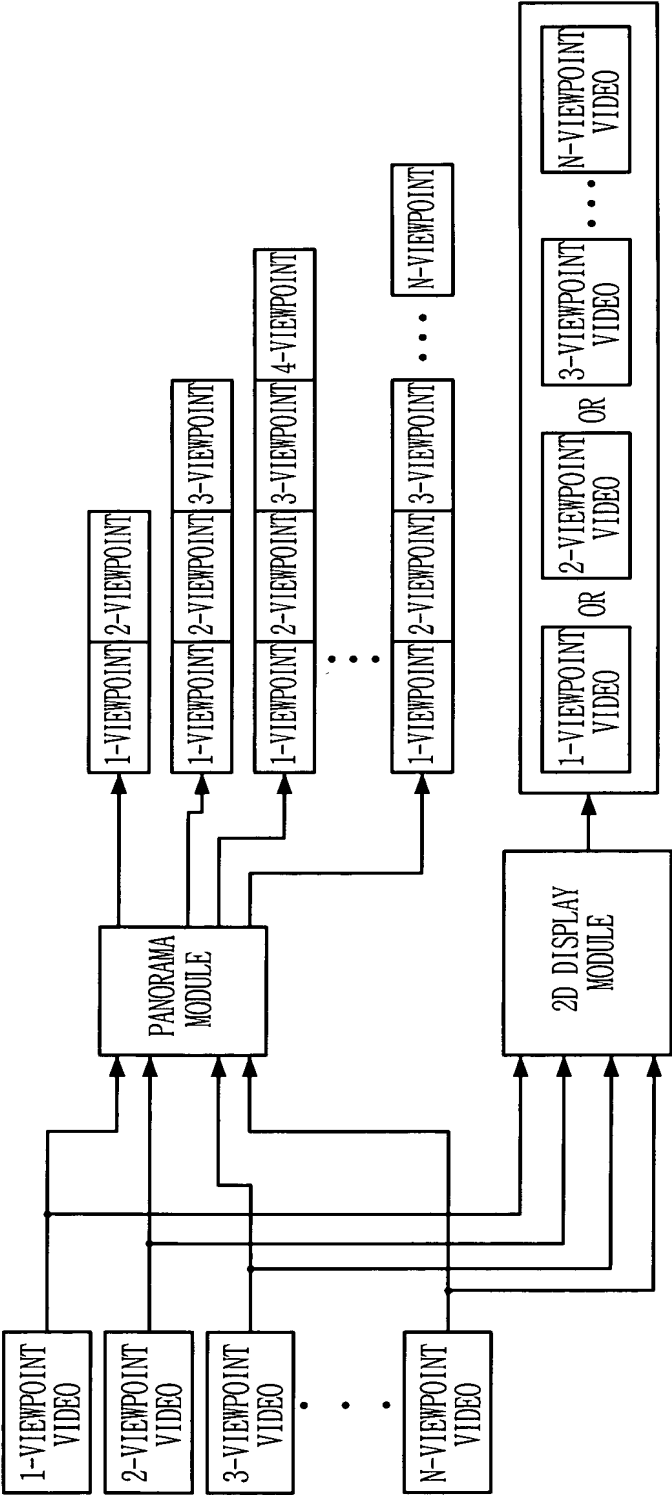 1-VIEWPOINT
VIDEO
2-VIEWPOINT
VIDEO
3-VIEWPOINT
VIDEO
N-VIEWPOINT
VIDEO
PANORAMA
MODULE
1-VIEWPOINT 2-VIEWPOINT
1-VIEWPOINT 2-VIEWPOINT 3-VIEWPOINT
1-VIEWPOINT 2-VIEWPOINT 3-VIEWPOINT 4-VIEWPOINT
1-VIEWPOINT 2-VIEWPOINT 3-VIEWPOINT N-VIEWPOINT
2D DISPLAY
MODULE
1-VIEWPOINT
VIDEO
OR
2-VIEWPOINT
VIDEO
OR
3-VIEWPOINT
VIDEO
N-VIEWPOINT
VIDEO